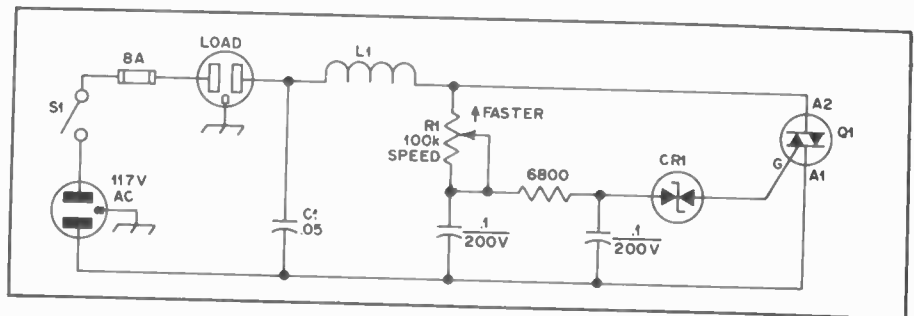 8A
LOAD
L1
S1
FASTER
R1
100k
SPEED
A2
Q1
G
A1
CR1
6800
117V
AC
C1
.05
.1
200V
.1
200V